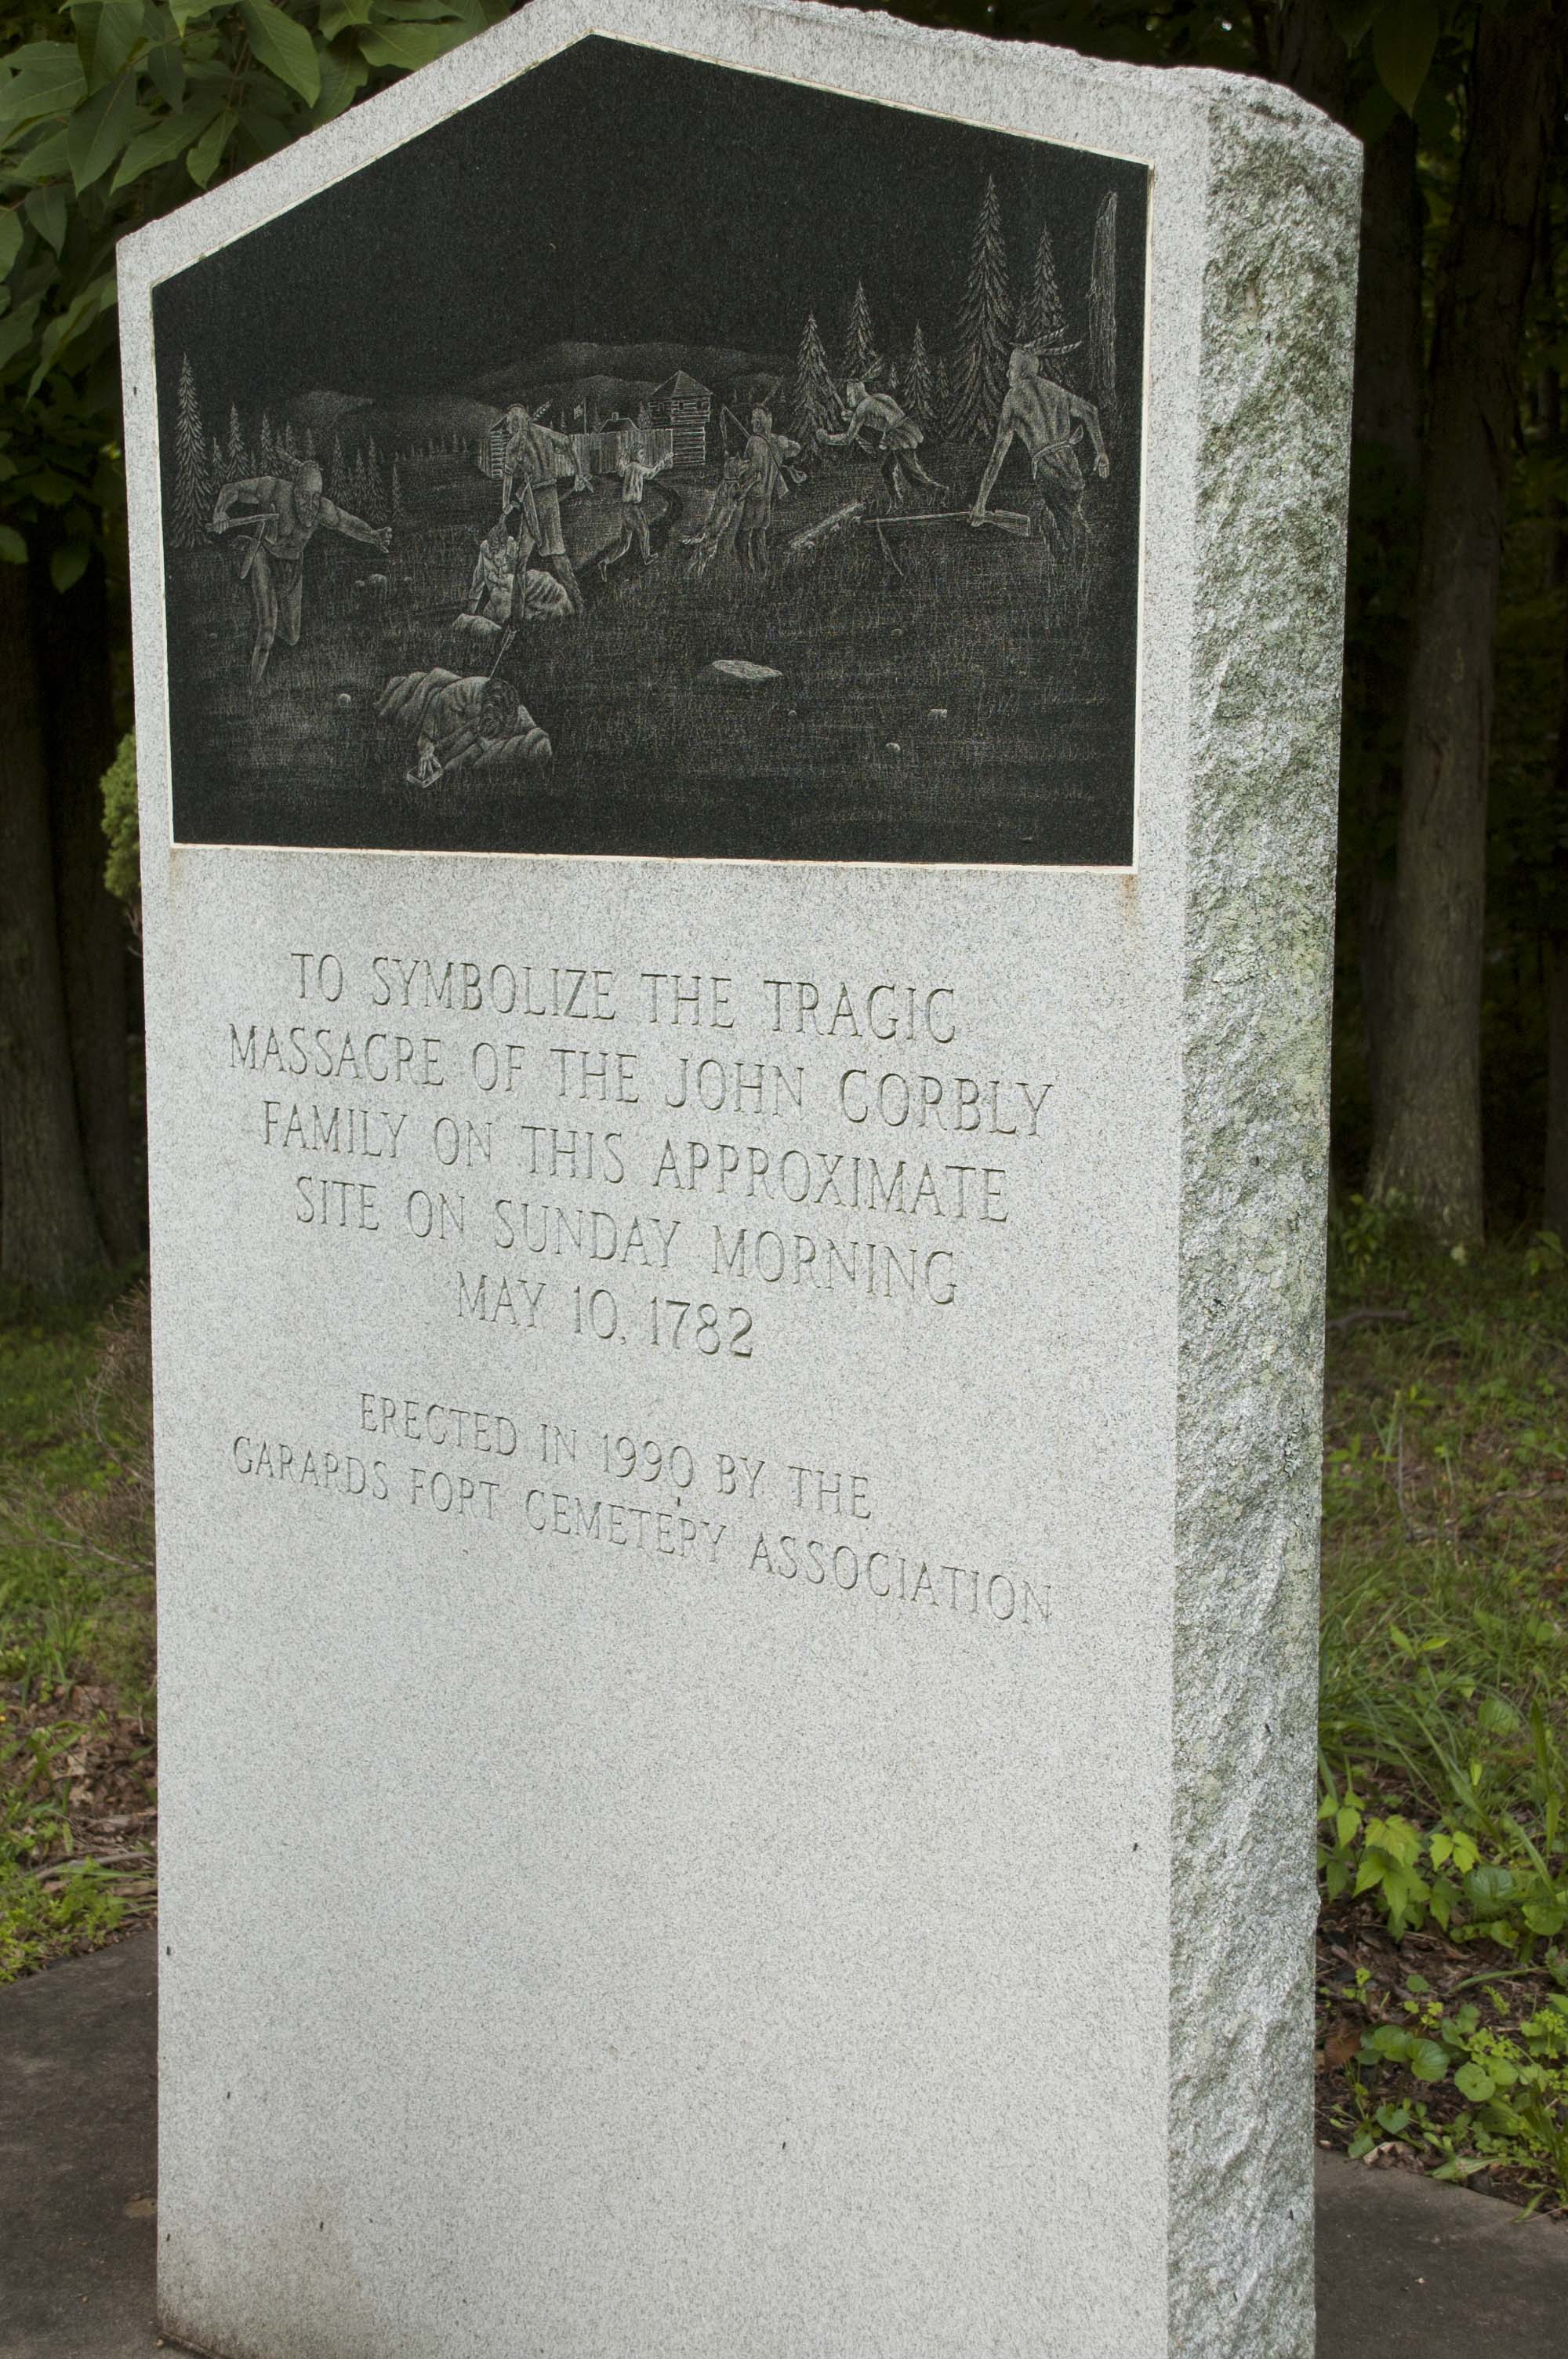 TO SYMBOLIZE THE TRAGIC
MASSACRE OF THE JOHN CORBLY
FAMILY ON THIS APPROXIMATE
SITE ON SUNDAY MORNING
MAY 10, 1782
ERECTED IN 1990 BY THE
GARARDS FORT CEMETERY ASSOCIATION